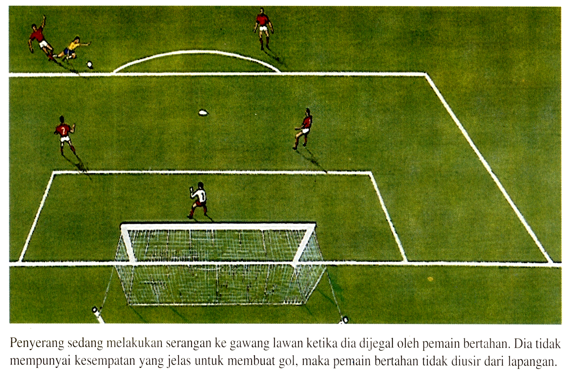 Penyerang sedang melakukan serangan ke gawang lawan ketika dia dijegal oleh pemain bertahan. Dia tidak
mempunyai kesempatan yang jelas untuk membuat gol, maka pemain bertahan tidak diusir dari lapangan.